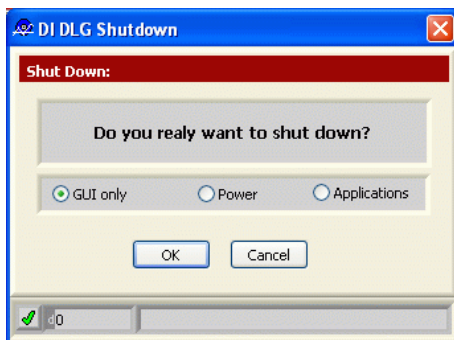 DI DLG Shutdown
Shut Down:
Do you realy want to shut down?
GUI only Power Applications
OK Cancel
d0